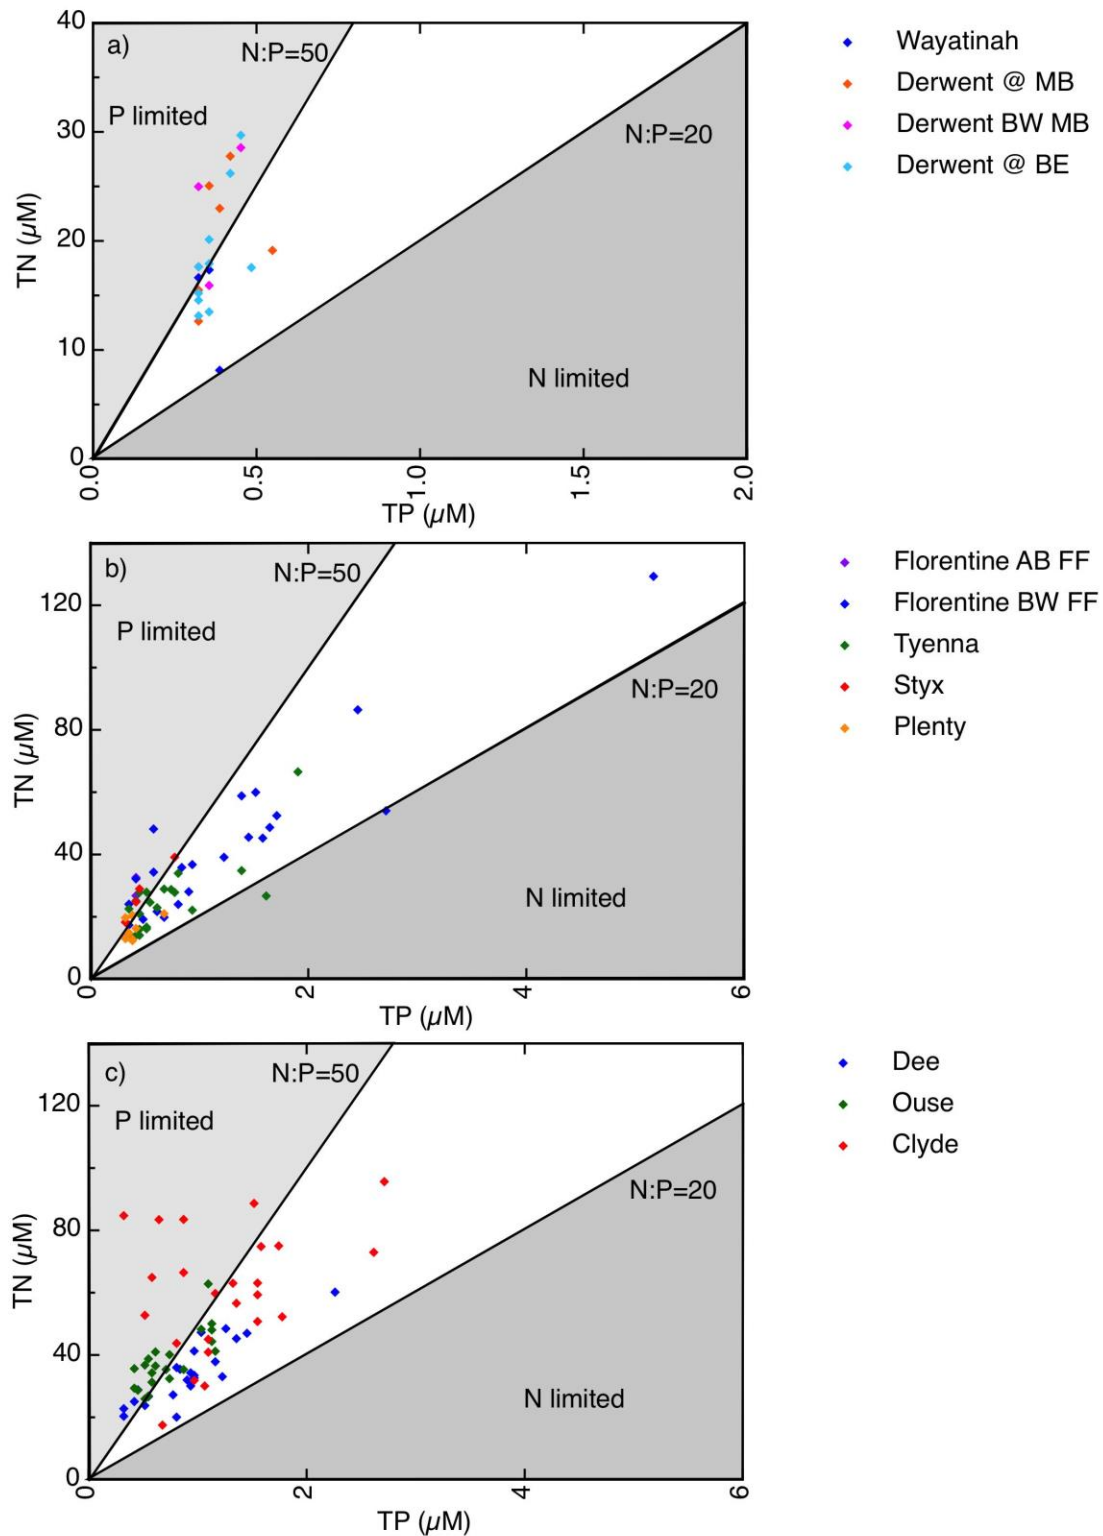 a)
N:P=50
P limited
N:P=20
N limited
40
30
20
10
0
TN (µM)
0.0
0.5
1.0
1.5
2.0
TP (µM)
Wayatinah
Derwent @ MB
Derwent BW MB
Derwent @ BE
b)
N:P=50
P limited
N:P=20
N limited
120
80
40
0
TN (µM)
0
2
4
6
TP (µM)
Florentine AB FF
Florentine BW FF
Tyenna
Styx
Plenty
c)
N:P=50
P limited
N:P=20
N limited
120
80
40
0
TN (µM)
0
2
4
6
TP (µM)
Dee
Ouse
Clyde